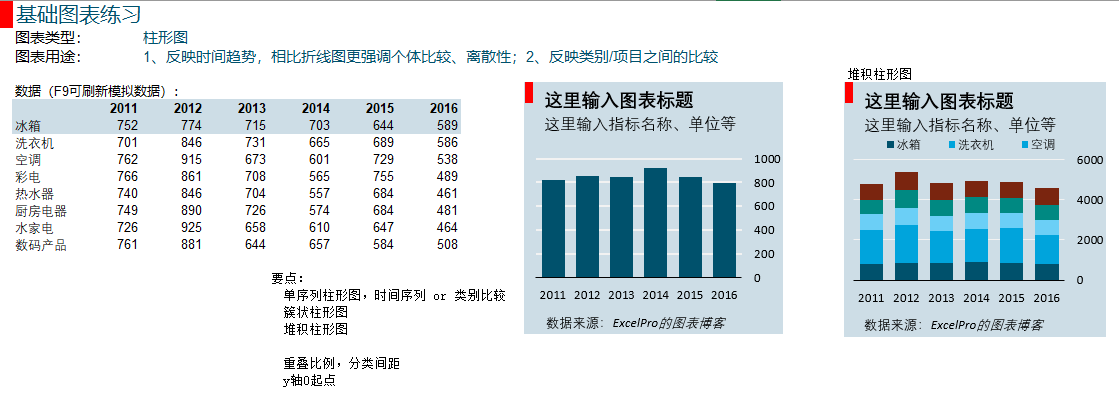 基础图表练习
图表类型： 柱形图
图表用途： 1、反映时间趋势，相比折线图更强调个体比较、离散性；2、反映类别/项目之间的比较
数据（F9可刷新模拟数据）：
2011 2012 2013 2014 2015 2016
冰箱 752 774 715 703 644 589
洗衣机 701 846 731 665 689 586
空调 762 915 673 601 729 538
彩电 766 861 708 565 755 489
热水器 740 846 704 557 684 461
厨房电器 749 890 726 574 684 481
水家电 726 925 658 610 647 464
数码产品 761 881 644 657 584 508
要点：
单序列柱形图，时间序列 or 类别比较
簇状柱形图
堆积柱形图
重叠比例，分类间距
y轴0起点
这里输入图表标题
这里输入指标名称、单位等
1000
800
600
400
200
0
2011 2012 2013 2014 2015 2016
数据来源：ExcelPro的图表博客
堆积柱形图
这里输入图表标题
这里输入指标名称、单位等
冰箱 洗衣机 空调
6000
4000
2000
0
2011 2012 2013 2014 2015 2016
数据来源：ExcelPro的图表博客